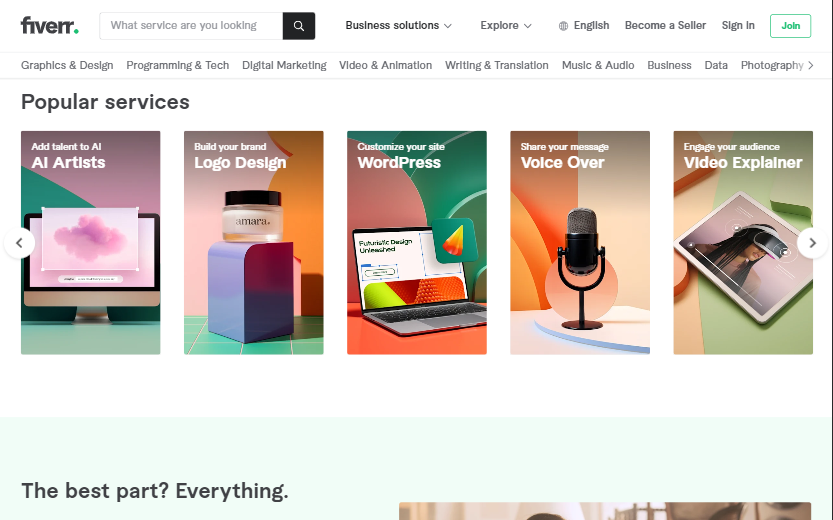 fiverr.
What service are you looking
Business solutions
Explore
English
Become a Seller
Sign In
Join
Graphics & Design
Programming & Tech
Digital Marketing
Video & Animation
Writing & Translation
Music & Audio
Business
Data
Photography
Popular services
Add talent to AI
AI Artists
Build your brand
Logo Design
amara.
Customize your site
WordPress
Futuristic Design
Unleashed
Share your message
Voice Over
Engage your audience
Video Explainer
The best part? Everything.